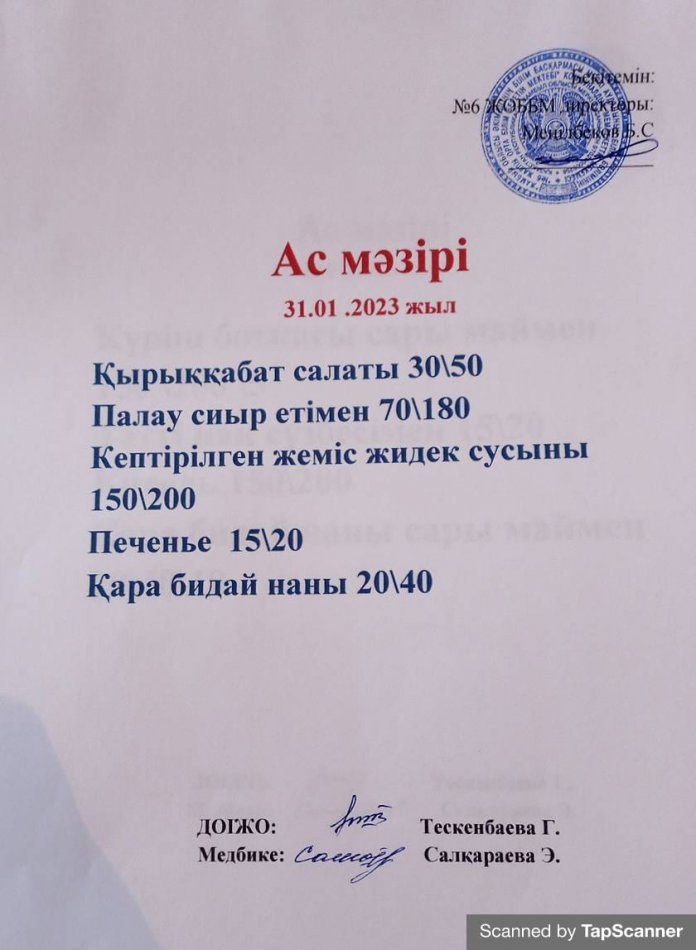 Бекітемін:
№6 ЖОББМ директоры:
Меңілбеков Б.С
Ас мәзірі
31.01 .2023 жыл
Қырыққабат салаты 30\50
Палау сиыр етімен 70\180
Кептірілген жеміс жидек сусыны
150\200
Печенье 15\20
Қара бидай наны 20\40
ДОІЖО: Тескенбаева Г.
Медбике: Салқараева Э.
Scanned by TapScanner